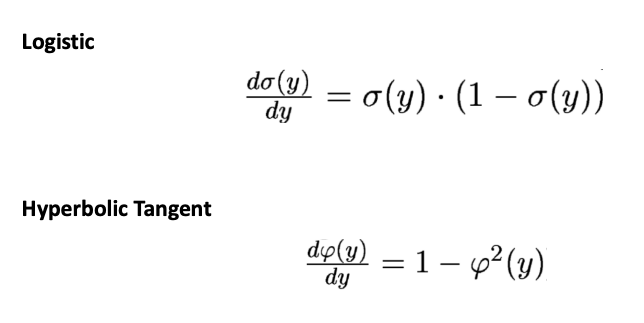 Logistic
dσ(y)/dy = σ(y) · (1 − σ(y))
Hyperbolic Tangent
dφ(y)/dy = 1 − φ²(y)